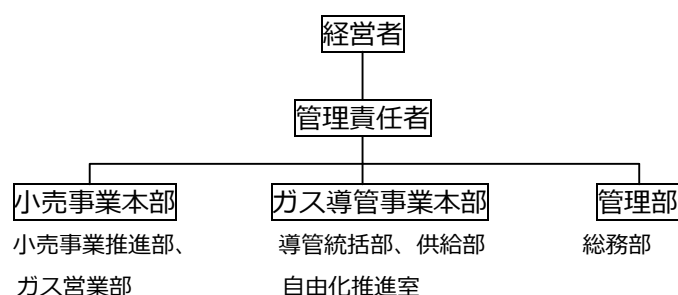 経営者
管理責任者
小売事業本部 ガス導管事業本部 管理部
小売事業推進部、 導管統括部、供給部 総務部
ガス営業部 自由化推進室